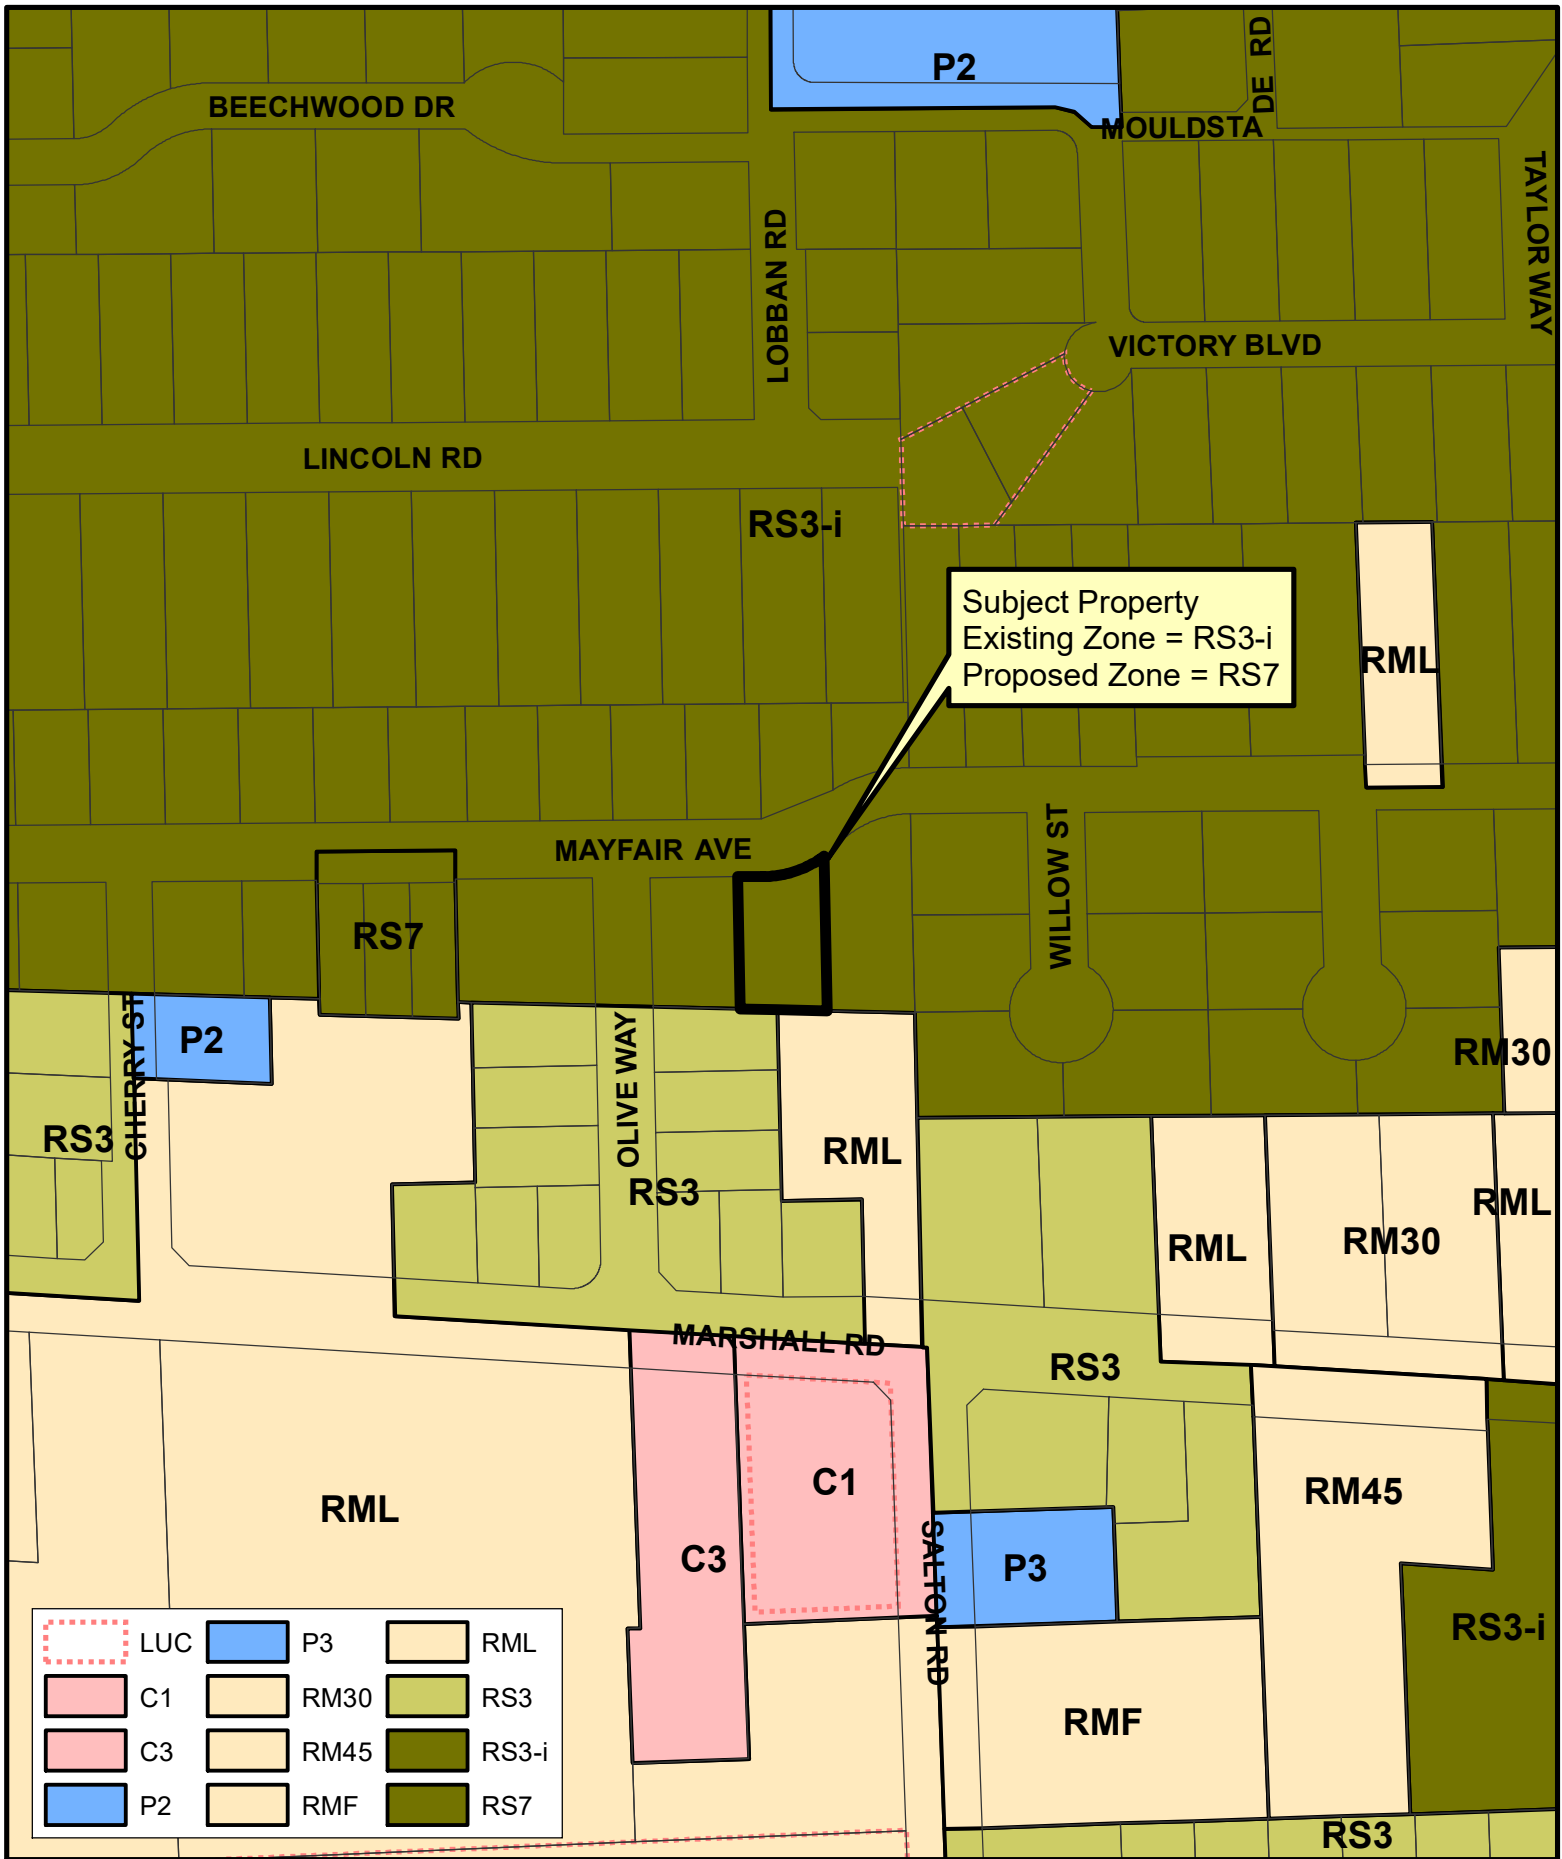 P2
DE RD
BEECHWOOD DR
MOULDSTA
TAYLOR WAY
LOBBAN RD
VICTORY BLVD
LINCOLN RD
RS3-i
Subject Property
Existing Zone = RS3-i
Proposed Zone = RS7
RML
MAYFAIR AVE
WILLOW ST
RS7
CHERRY ST
P2
OLIVE WAY
RM30
RS3
RML
RS3
RML
RM30
RML
MARSHALL RD
RS3
C1
RM45
RML
C3
SALTON RD
P3
RS3-i
RMF
RS3
LUC
C1
C3
P2
P3
RM30
RM45
RMF
RML
RS3
RS3-i
RS7